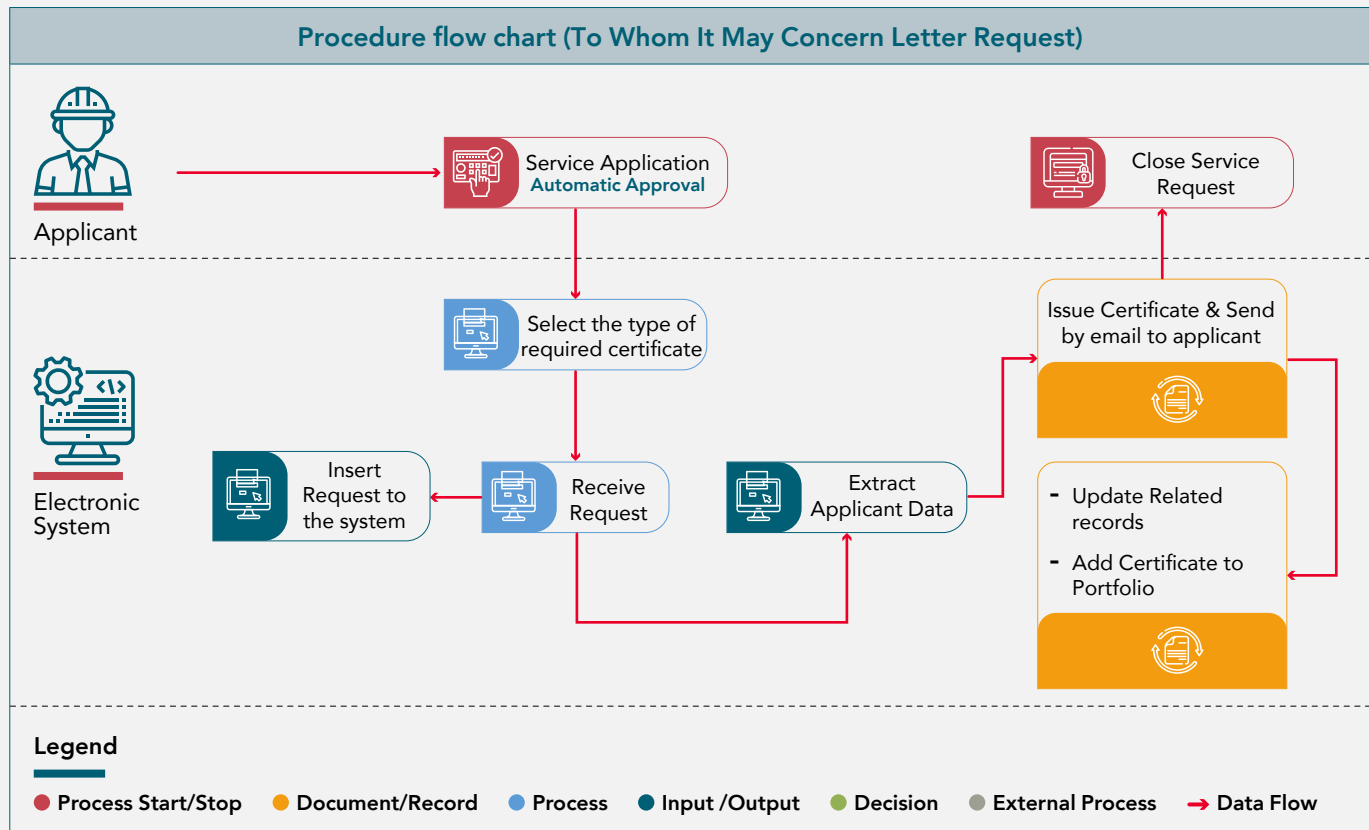 Procedure flow chart (To Whom It May Concern Letter Request)
Applicant
Service Application
Automatic Approval
Close Service
Request
Electronic
System
Select the type of
required certificate
Issue Certificate & Send
by email to applicant
Insert
Request to
the system
Receive
Request
Extract
Applicant Data
- Update Related
records
- Add Certificate to
Portfolio
Legend
Process Start/Stop
Document/Record
Process
Input /Output
Decision
External Process
Data Flow